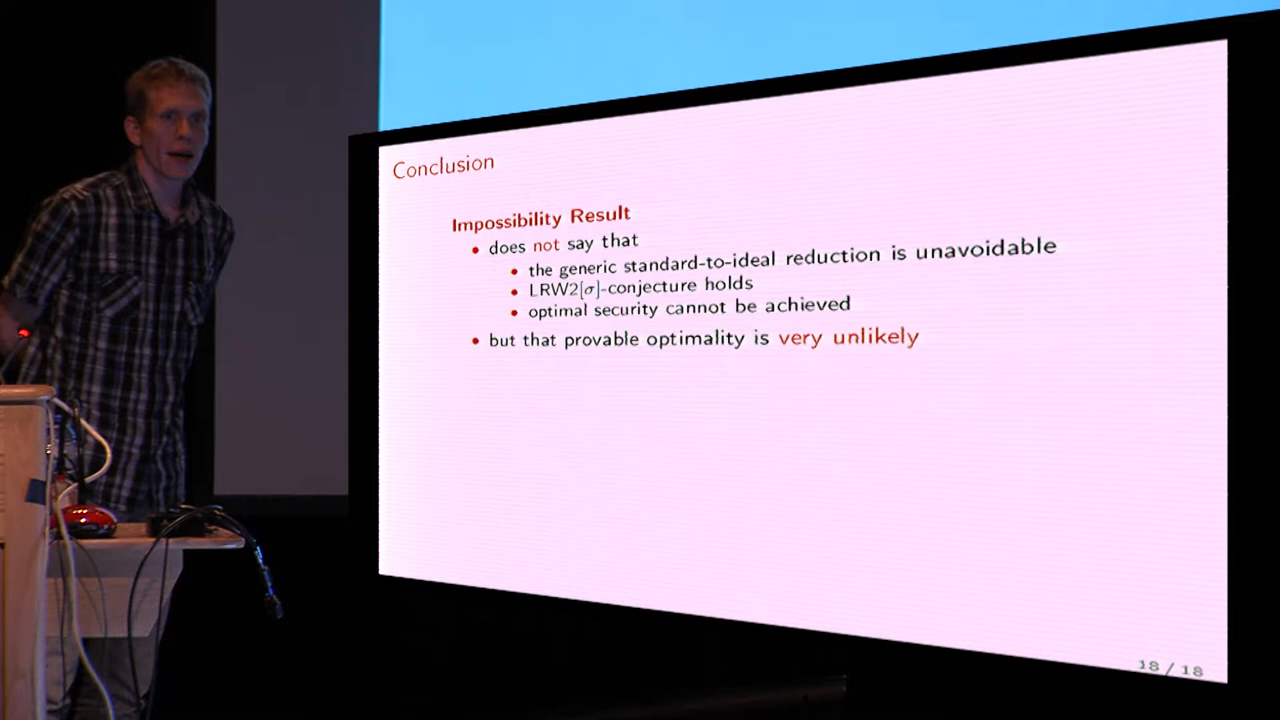 Conclusion
Impossibility Result
• does not say that
• the generic standard-to-ideal reduction is unavoidable
• LRW2[σ]-conjecture holds
• optimal security cannot be achieved
• but that provable optimality is very unlikely
18 / 18